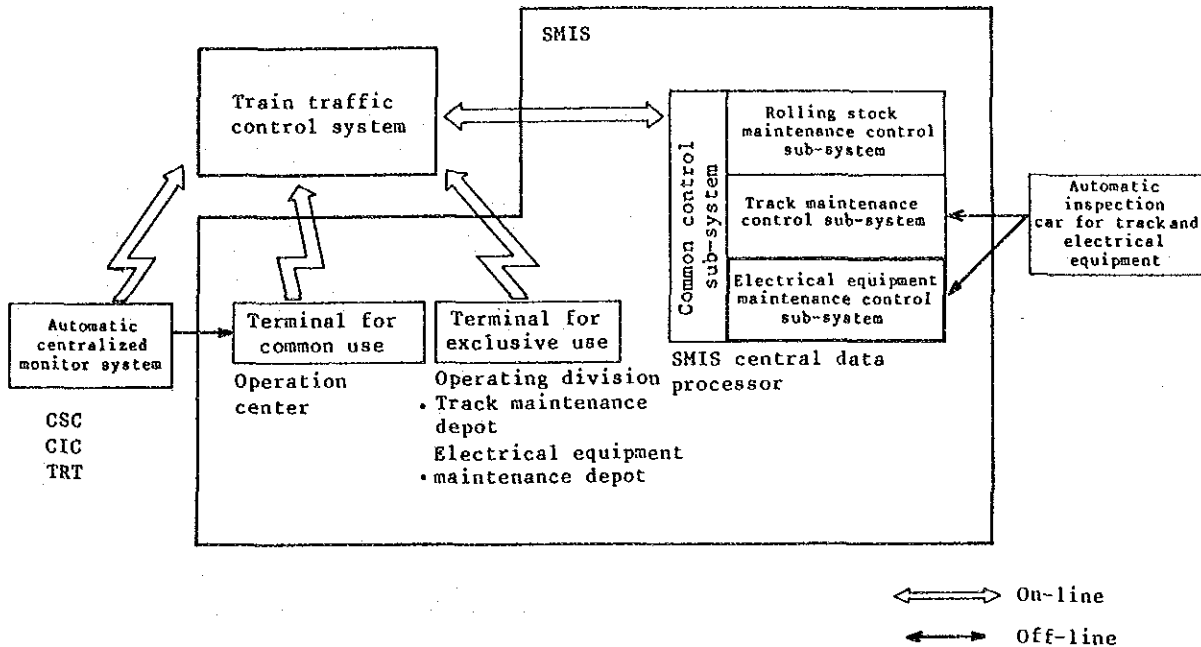 SMIS
Train traffic
control system
Common control
sub-system
Rolling stock
maintenance control
sub-system
Track maintenance
control sub-system
Electrical equipment
maintenance control
sub-system
SMIS central data
processor
Automatic
inspection
car for track and
electrical
equipment
Automatic
centralized
monitor system
CSC
CIC
TRT
Terminal for
common use
Operation
center
Terminal for
exclusive use
Operating division
• Track maintenance
depot
Electrical equipment
• maintenance depot
On-line
Off-line